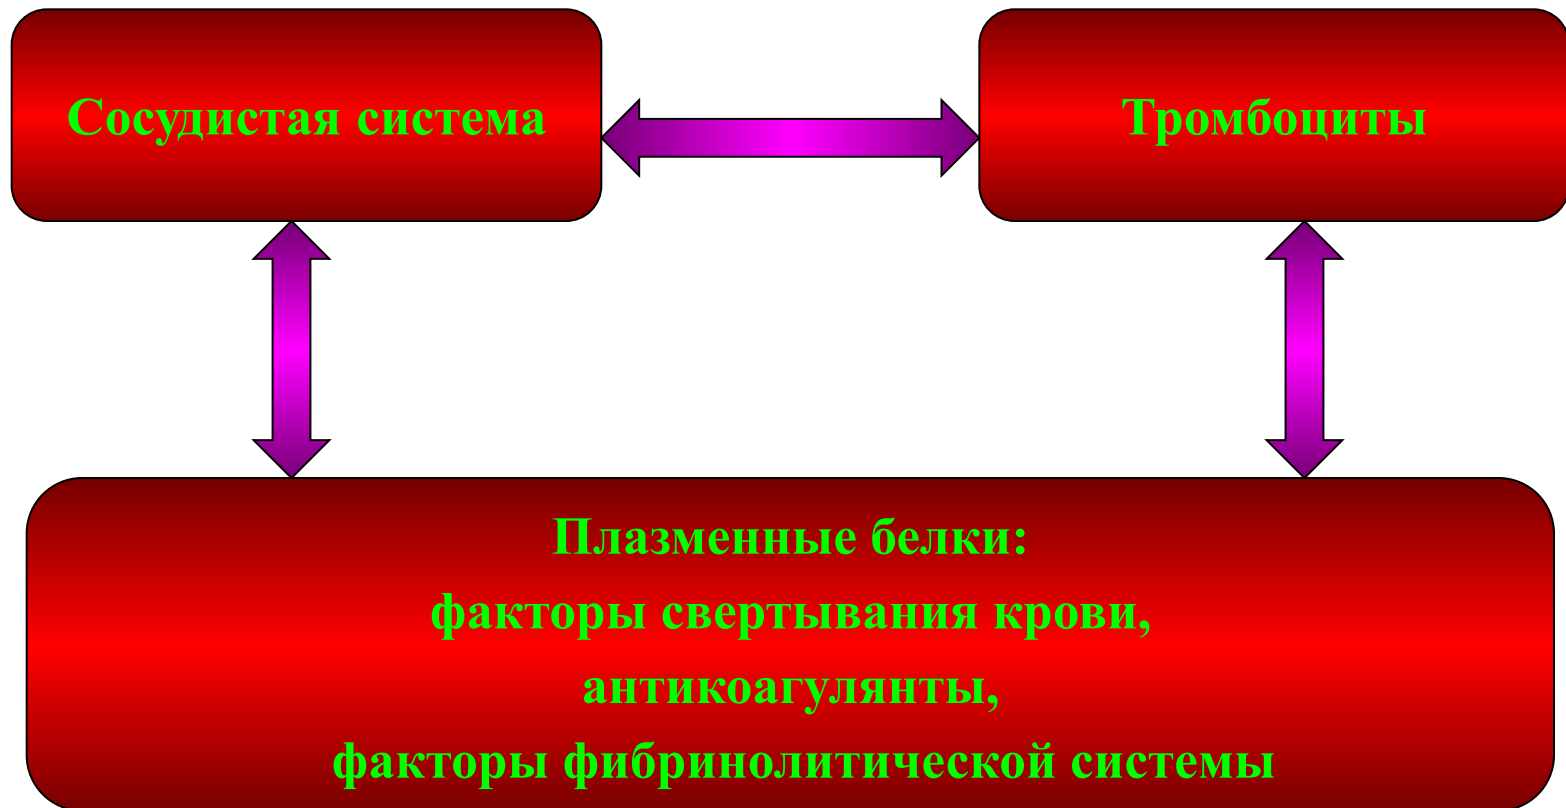 Сосудистая система
Тромбоциты
Плазменные белки:
факторы свертывания крови,
антикоагулянты,
факторы фибринолитической системы